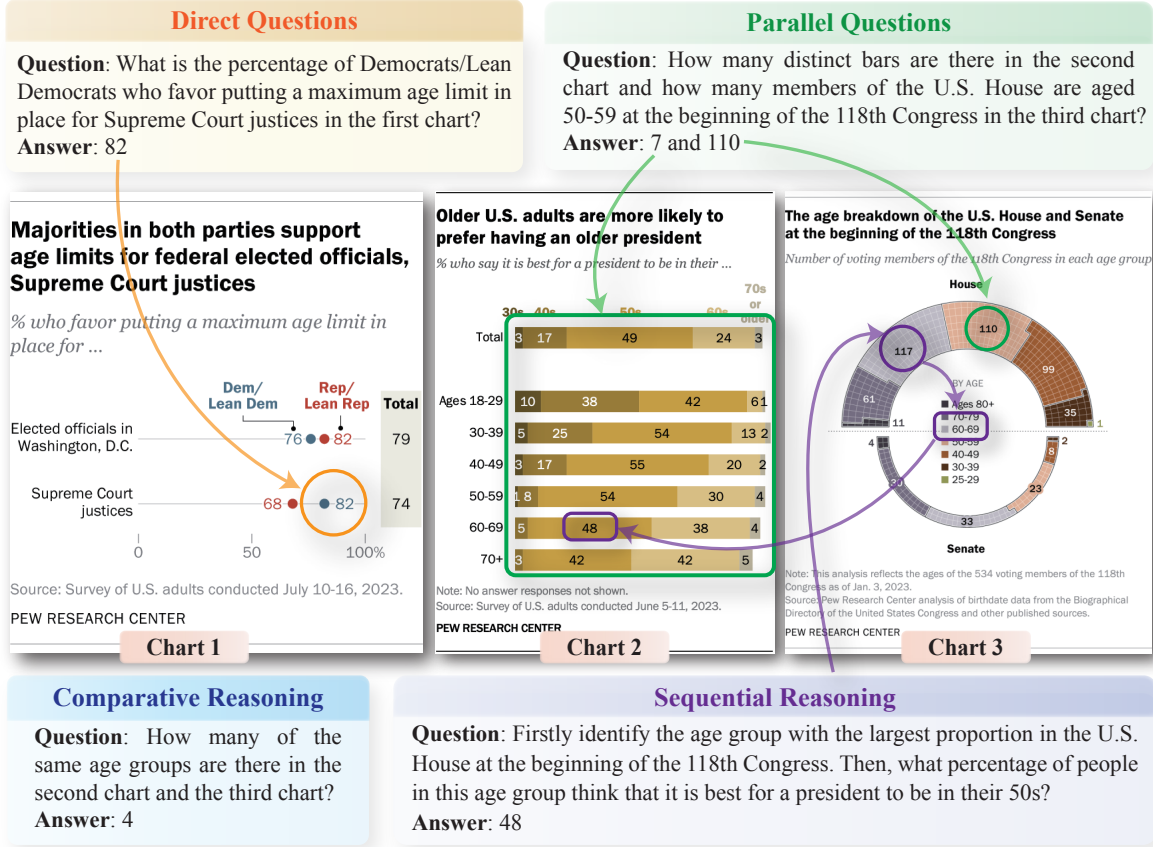 Direct Questions
Question: What is the percentage of Democrats/Lean
Democrats who favor putting a maximum age limit in
place for Supreme Court justices in the first chart?
Answer: 82
Parallel Questions
Question: How many distinct bars are there in the second
chart and how many members of the U.S. House are aged
50-59 at the beginning of the 118th Congress in the third chart?
Answer: 7 and 110
Majorities in both parties support
age limits for federal elected officials,
Supreme Court justices
% who favor putting a maximum age limit in
place for ...
Dem/ Rep/
Lean Dem Lean Rep Total
Elected officials in
Washington, D.C.
76 82 79
Supreme Court
justices
68 82 74
0 50 100%
Source: Survey of U.S. adults conducted July 10-16, 2023.
PEW RESEARCH CENTER
Chart 1
Older U.S. adults are more likely to
prefer having an older president
% who say it is best for a president to be in their ...
70s
or
30s 40s 50s 60s older
Total 3 17 49 24 3
Ages 18-29 10 38 42 6 1
30-39 5 25 54 13 2
40-49 3 17 55 20 2
50-59 1 8 54 30 4
60-69 5 48 38 4
70+ 3 42 42 5
Note: No answer responses not shown.
Source: Survey of U.S. adults conducted June 5-11, 2023.
PEW RESEARCH CENTER
Chart 2
The age breakdown of the U.S. House and Senate
at the beginning of the 118th Congress
Number of voting members of the 118th Congress in each age group
House
110
117
99
61
35
11
1
BY AGE
Ages 80+
70-79
60-69
50-59
40-49
30-39
25-29
4
2
8
30
23
33
Senate
Note: This analysis reflects the ages of the 534 voting members of the 118th
Congress as of Jan. 3, 2023.
Source: Pew Research Center analysis of birthdate data from the Biographical
Directory of the United States Congress and other published sources.
PEW RESEARCH CENTER
Chart 3
Comparative Reasoning
Question: How many of the
same age groups are there in the
second chart and the third chart?
Answer: 4
Sequential Reasoning
Question: Firstly identify the age group with the largest proportion in the U.S.
House at the beginning of the 118th Congress. Then, what percentage of people
in this age group think that it is best for a president to be in their 50s?
Answer: 48